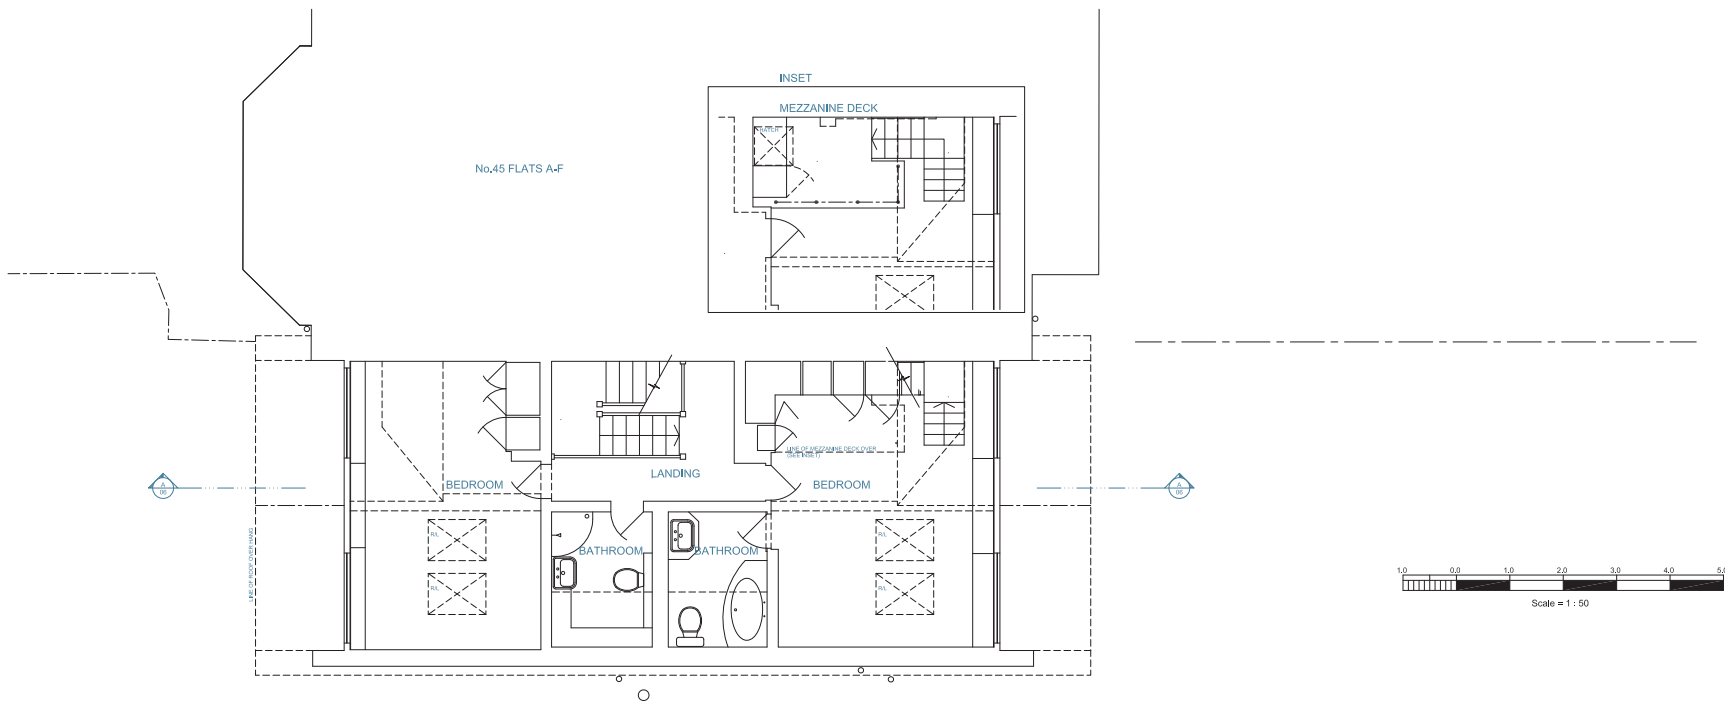 INSET
MEZZANINE DECK
WATER
No.45 FLATS A-F
LINE OF MEZZANINE DECK OVER
(SEE INSET)
LANDING
BEDROOM
BEDROOM
A
06
A
06
LINE OF ROOF OVER HANG
R/L
R/L
BATHROOM
BATHROOM
R/L
R/L
1.0 0.0 1.0 2.0 3.0 4.0 5.0
Scale = 1 : 50